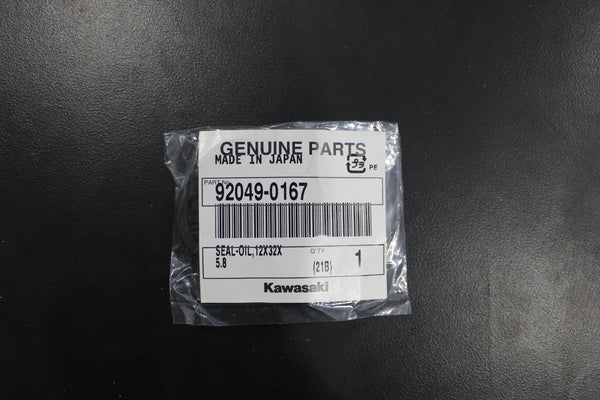 GENUINE PARTS
MADE IN JAPAN
PE
PART No.
92049-0167
SEAL-OIL,12X32X
5.8
Q'TY
(21B)
1
Kawasaki